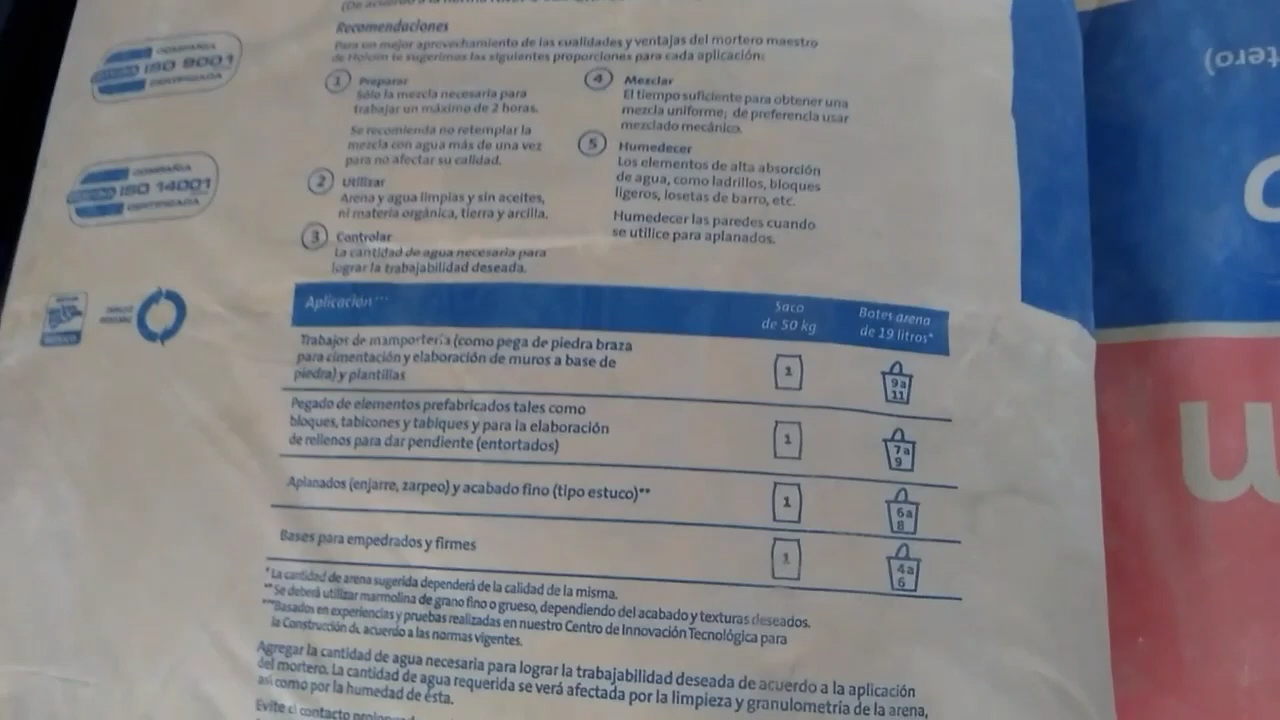 (De acuerdo a la norma
Recomendaciones
Para un mejor aprovechamiento de las cualidades y ventajas del mortero maestro
de Holcim te sugerimos las siguientes proporciones para cada aplicación:
1 Preparar
Sólo la mezcla necesaria para
trabajar un máximo de 2 horas.
Se recomienda no retemplar la
mezcla con agua más de una vez
para no afectar su calidad.
2 Utilizar
Arena y agua limpias y sin aceites,
ni materia orgánica, tierra y arcilla.
3 Controlar
La cantidad de agua necesaria para
lograr la trabajabilidad deseada.
4 Mezclar
El tiempo suficiente para obtener una
mezcla uniforme; de preferencia usar
mezclado mecánico.
5 Humedecer
Los elementos de alta absorción
de agua, como ladrillos, bloques
ligeros, losetas de barro, etc.
Humedecer las paredes cuando
se utilice para aplanados.
COMPAÑIA
ISO 9001
CERTIFICADA
COMPAÑIA
ISO 14001
CERTIFICADA
Aplicación***
Saco
de 50 kg
Botes arena
de 19 litros*
Trabajos de mampostería (como pega de piedra braza
para cimentación y elaboración de muros a base de
piedra) y plantillas
1
9 a
11
Pegado de elementos prefabricados tales como
bloques, tabicones y tabiques y para la elaboración
de rellenos para dar pendiente (entortados)
1
7 a
9
Aplanados (enjarre, zarpeo) y acabado fino (tipo estuco)**
1
6 a
8
Bases para empedrados y firmes
1
4 a
6
*La cantidad de arena sugerida dependerá de la calidad de la misma.
**Se deberá utilizar marmolina de grano fino o grueso, dependiendo del acabado y texturas deseados.
***Basados en experiencias y pruebas realizadas en nuestro Centro de Innovación Tecnológica para
la Construcción de acuerdo a las normas vigentes.
Agregar la cantidad de agua necesaria para lograr la trabajabilidad deseada de acuerdo a la aplicación
del mortero. La cantidad de agua requerida se verá afectada por la limpieza y granulometría de la arena,
así como por la humedad de ésta.
Evite el contacto